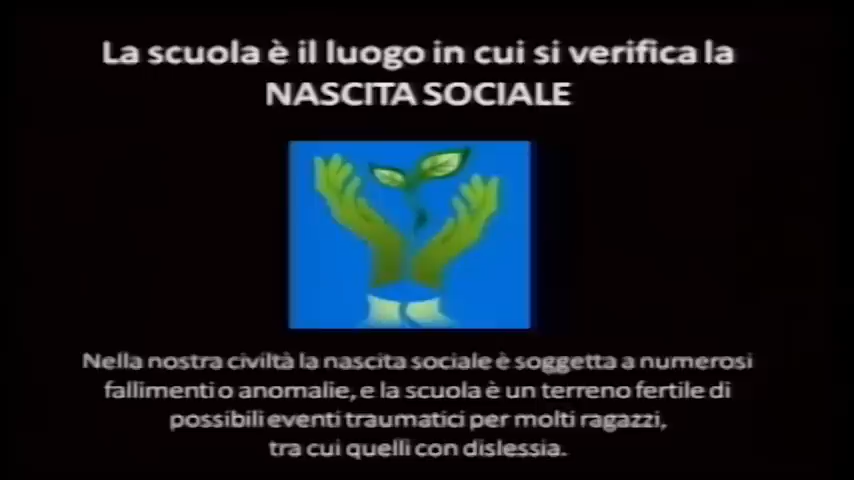 La scuola è il luogo in cui si verifica la
NASCITA SOCIALE
Nella nostra civiltà la nascita sociale è soggetta a numerosi
fallimenti o anomalie, e la scuola è un terreno fertile di
possibili eventi traumatici per molti ragazzi,
tra cui quelli con dislessia.